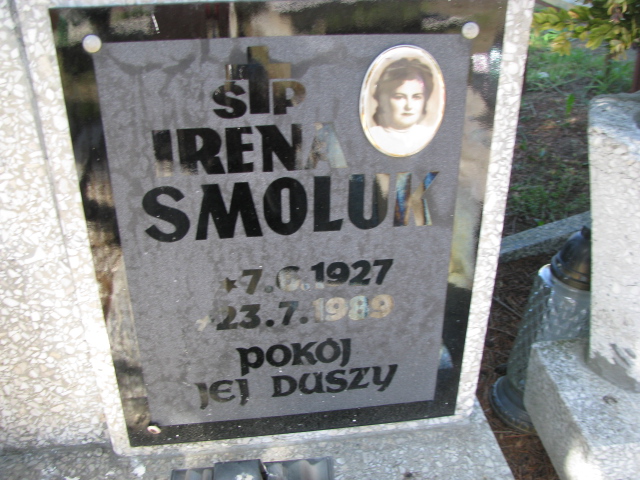 ŚP
IRENA
SMOLUK
*7.6.1927
+23.7.1989
POKÓJ
JEJ DUSZY